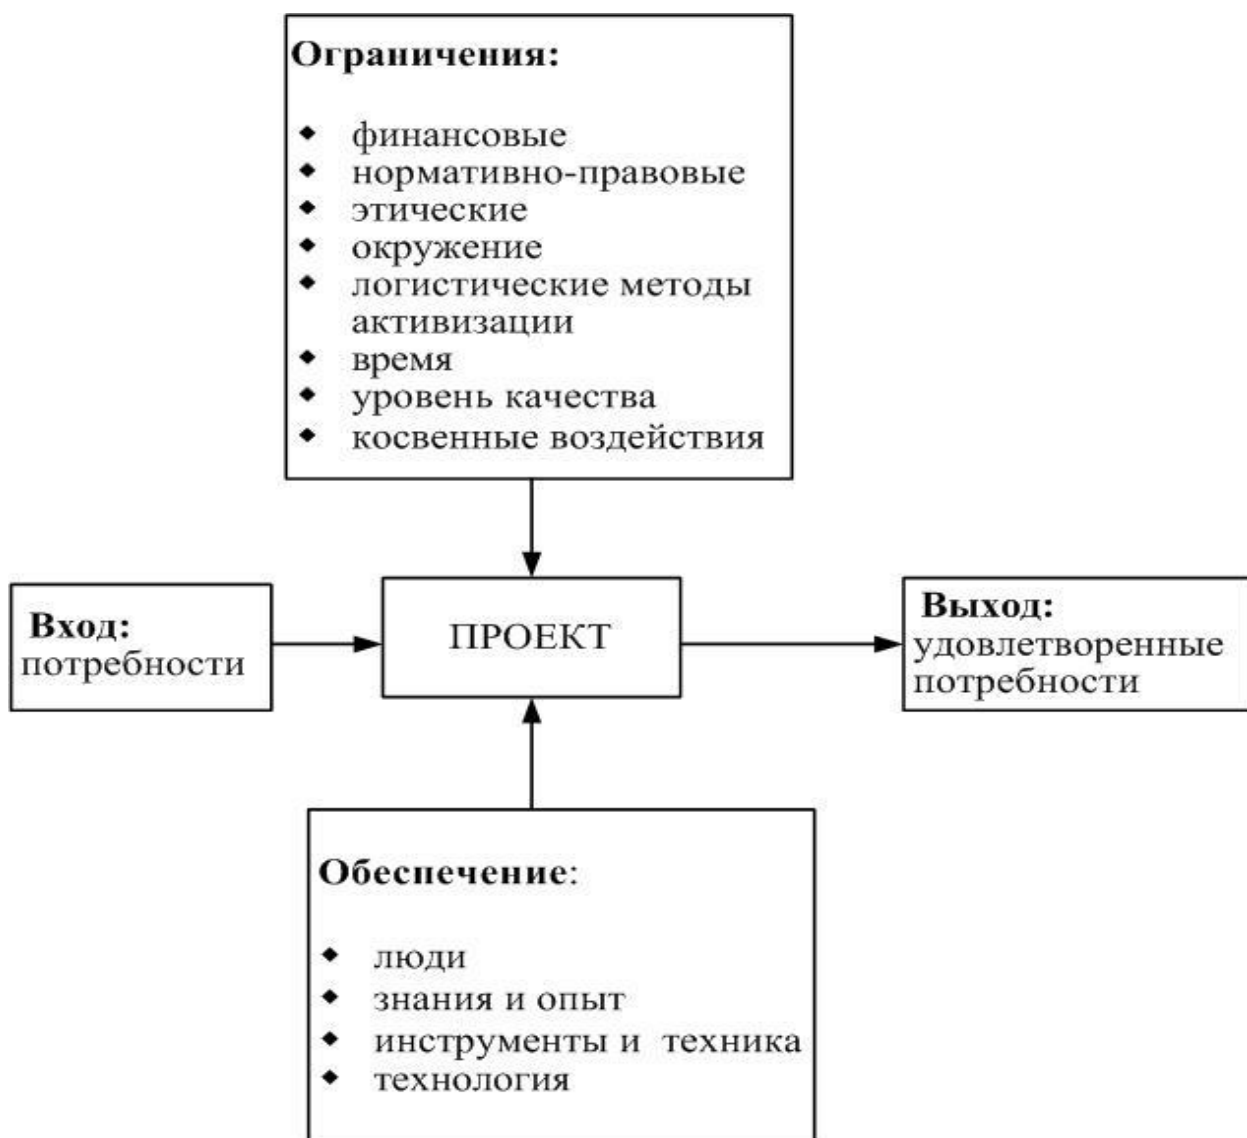 Ограничения:
финансовые
нормативно-правовые
этические
окружение
логистические методы
активизации
время
уровень качества
косвенные воздействия
Вход:
потребности
ПРОЕКТ
Выход:
удовлетворенные
потребности
Обеспечение:
люди
знания и опыт
инструменты и техника
технология